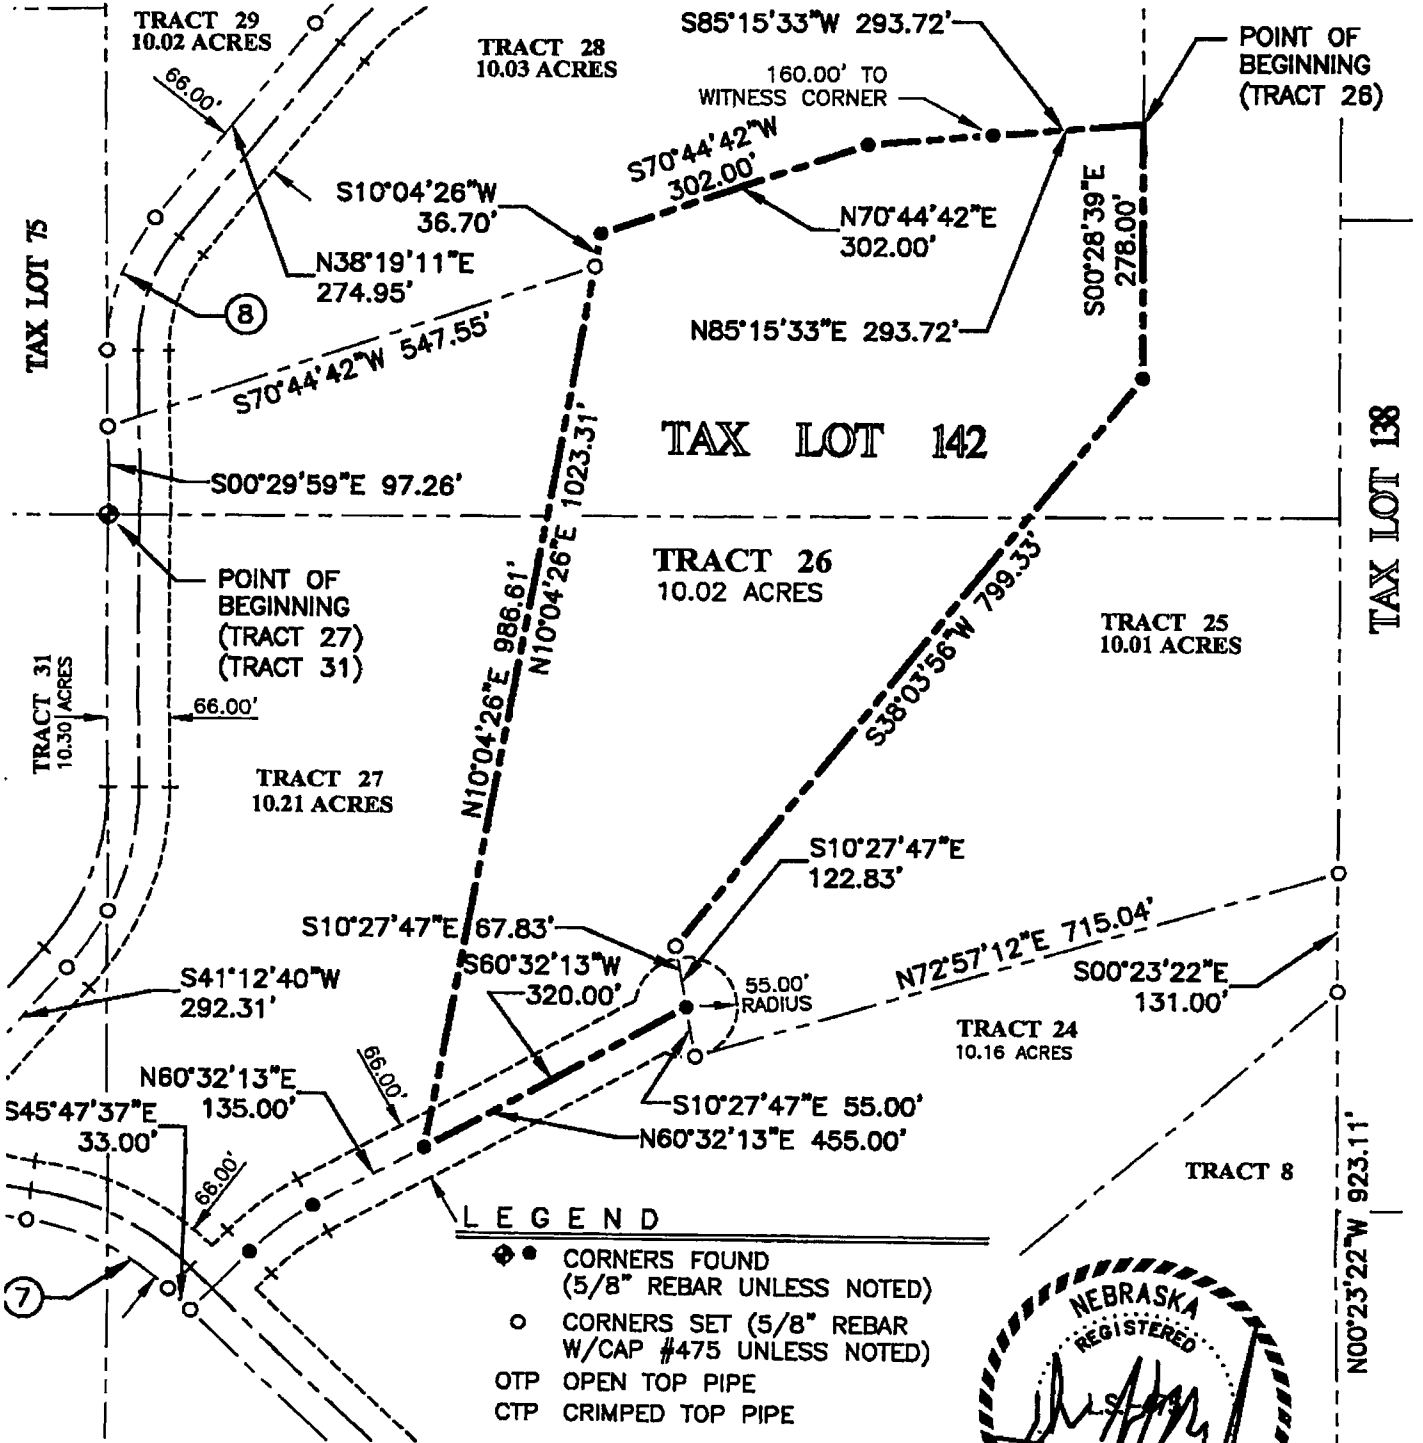 TRACT 29
10.02 ACRES
66.00'
TRACT 28
10.03 ACRES
S85°15'33"W 293.72'
160.00' TO
WITNESS CORNER
POINT OF
BEGINNING
(TRACT 26)
S70°44'42"W
302.00'
S10°04'26"W
36.70'
N70°44'42"E
302.00'
S00°28'39"E
278.00'
TAX LOT 75
N38°19'11"E
274.95'
8
N85°15'33"E 293.72'
S70°44'42"W 547.55'
TAX LOT 142
TAX LOT 138
S00°29'59"E 97.26'
N10°04'26"E 1023.31'
N10°04'26"E 986.61'
TRACT 26
10.02 ACRES
POINT OF
BEGINNING
(TRACT 27)
(TRACT 31)
S38°03'56"W 799.33'
TRACT 25
10.01 ACRES
TRACT 31
10.30 ACRES
66.00'
TRACT 27
10.21 ACRES
S10°27'47"E
122.83'
S10°27'47"E 67.83'
S60°32'13"W
320.00'
N72°57'12"E 715.04'
S41°12'40"W
292.31'
55.00'
RADIUS
S00°23'22"E
131.00'
TRACT 24
10.16 ACRES
66.00'
N60°32'13"E
135.00'
S10°27'47"E 55.00'
S45°47'37"E
33.00'
N60°32'13"E 455.00'
66.00'
TRACT 8
N00°23'22"W 923.11'
7
LEGEND
CORNERS FOUND
(5/8" REBAR UNLESS NOTED)
CORNERS SET (5/8" REBAR
W/CAP #475 UNLESS NOTED)
OTP OPEN TOP PIPE
CTP CRIMPED TOP PIPE
NEBRASKA
REGISTERED